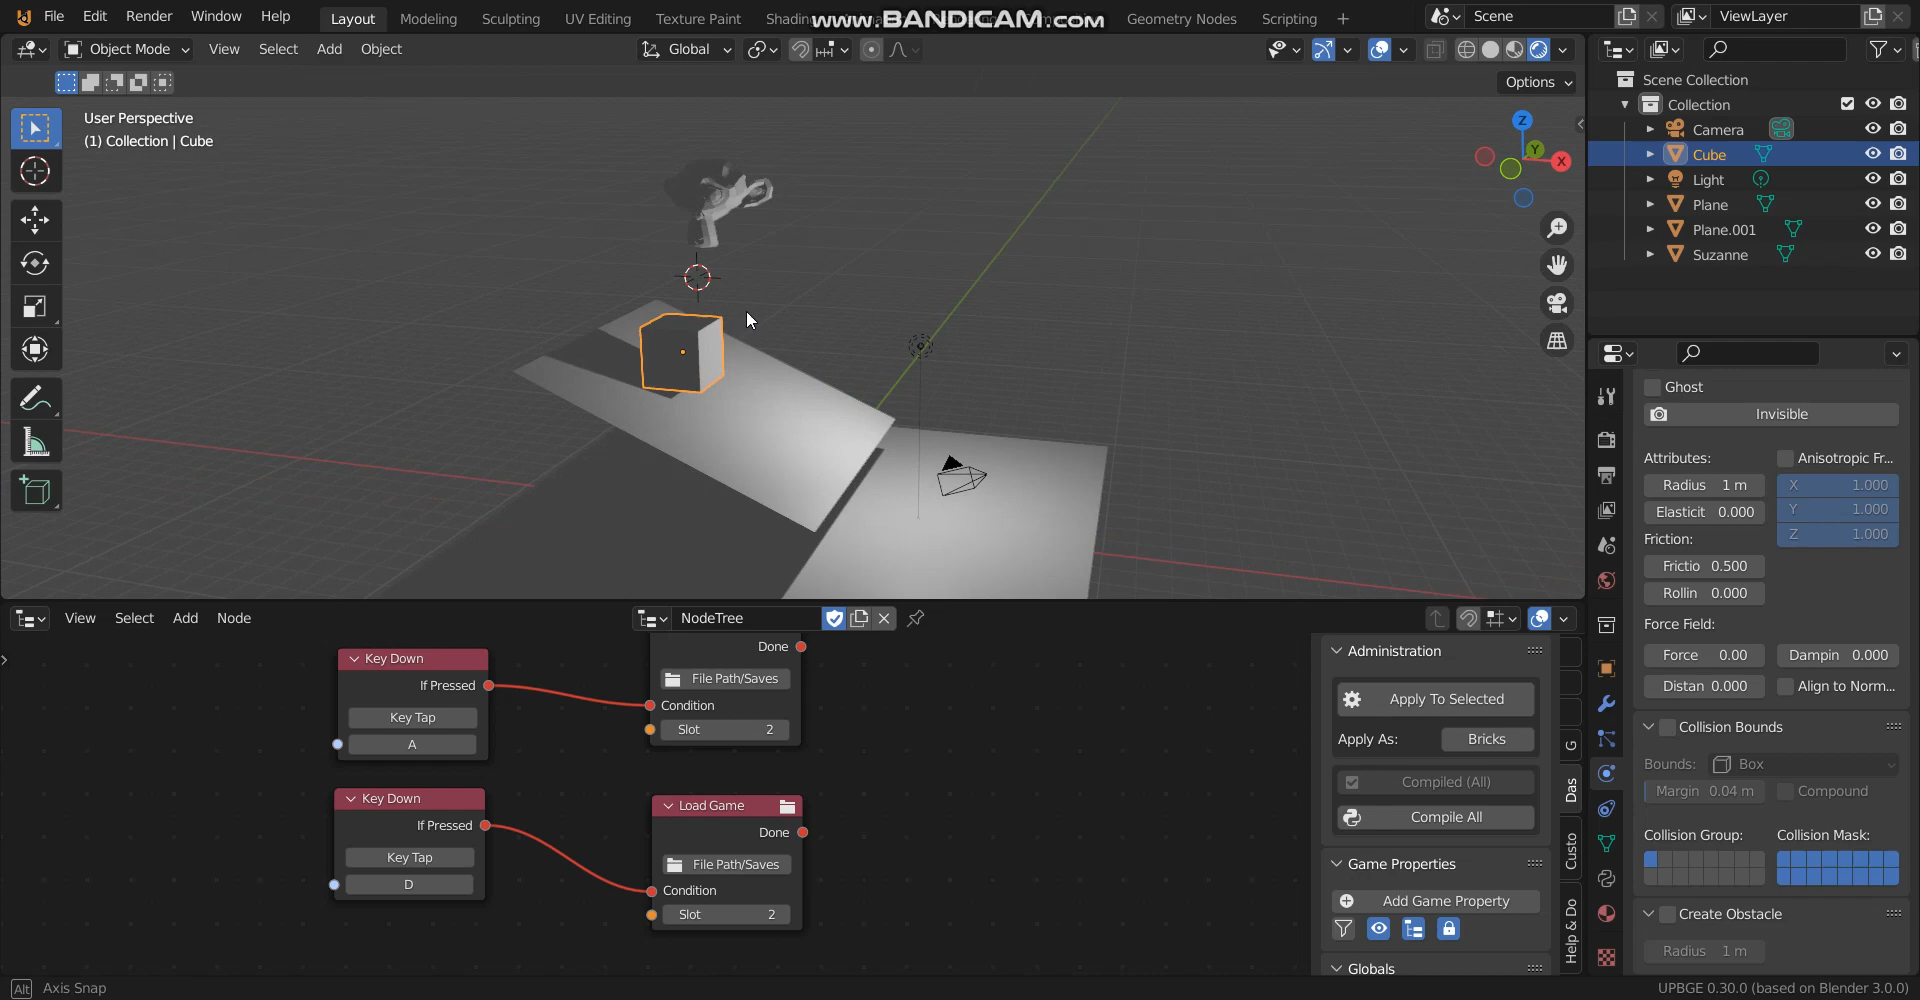 File Edit Render Window Help
Layout Modeling Sculpting UV Editing Texture Paint Shading Geometry Nodes Scripting
www.BANDICAM.com
Scene ViewLayer
Object Mode View Select Add Object Global
Options
User Perspective
(1) Collection | Cube
Z
Y
X
Scene Collection
Collection
Camera
Cube
Light
Plane
Plane.001
Suzanne
Ghost
Invisible
Attributes: Anisotropic Fr...
Radius 1 m X 1.000
Elasticit 0.000 Y 1.000
Friction: Z 1.000
Frictio 0.500
Rollin 0.000
Force Field:
Force 0.00 Dampin 0.000
Distan 0.000 Align to Norm...
Collision Bounds
Bounds: Box
Margin 0.04 m Compound
Collision Group: Collision Mask:
Create Obstacle
Radius 1 m
View Select Add Node NodeTree
Key Down
If Pressed
Key Tap
A
Done
File Path/Saves
Condition
Slot 2
Key Down
If Pressed
Key Tap
D
Load Game
Done
File Path/Saves
Condition
Slot 2
Administration
Apply To Selected
Apply As: Bricks
Compiled (All)
Compile All
Game Properties
Add Game Property
Globals
G
Das
Custo
Help & Do
Alt Axis Snap
UPBGE 0.30.0 (based on Blender 3.0.0)